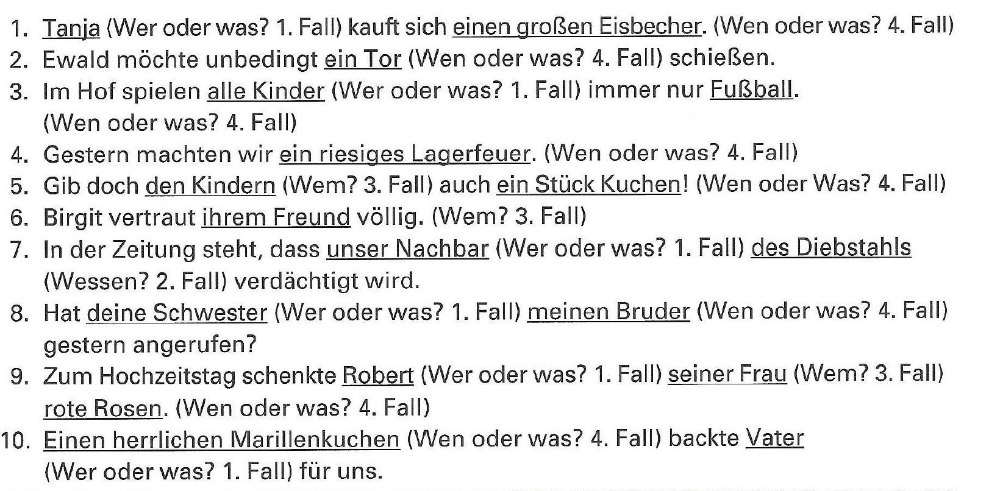 1. Tanja (Wer oder was? 1. Fall) kauft sich einen großen Eisbecher. (Wen oder was? 4. Fall)
2. Ewald möchte unbedingt ein Tor (Wen oder was? 4. Fall) schießen.
3. Im Hof spielen alle Kinder (Wer oder was? 1. Fall) immer nur Fußball.
(Wen oder was? 4. Fall)
4. Gestern machten wir ein riesiges Lagerfeuer. (Wen oder was? 4. Fall)
5. Gib doch den Kindern (Wem? 3. Fall) auch ein Stück Kuchen! (Wen oder Was? 4. Fall)
6. Birgit vertraut ihrem Freund völlig. (Wem? 3. Fall)
7. In der Zeitung steht, dass unser Nachbar (Wer oder was? 1. Fall) des Diebstahls
(Wessen? 2. Fall) verdächtigt wird.
8. Hat deine Schwester (Wer oder was? 1. Fall) meinen Bruder (Wen oder was? 4. Fall)
gestern angerufen?
9. Zum Hochzeitstag schenkte Robert (Wer oder was? 1. Fall) seiner Frau (Wem? 3. Fall)
rote Rosen. (Wen oder was? 4. Fall)
10. Einen herrlichen Marillenkuchen (Wen oder was? 4. Fall) backte Vater
(Wer oder was? 1. Fall) für uns.